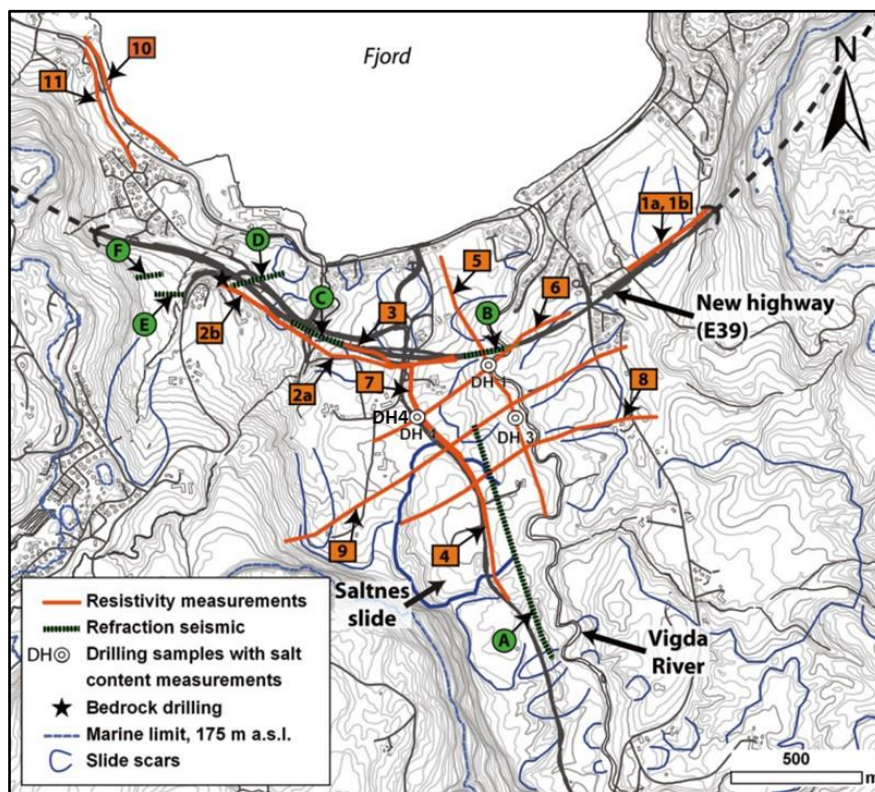 Fjord
N
10
11
1a, 1b
D
5
F
C
3
B
6
New highway
(E39)
E
2b
2a
7
DH 1
8
DH4
DH 4
DH 3
9
4
Saltnes
slide
A
Vigda
River
Resistivity measurements
Refraction seismic
DH Drilling samples with salt
content measurements
Bedrock drilling
Marine limit, 175 m a.s.l.
Slide scars
500
m